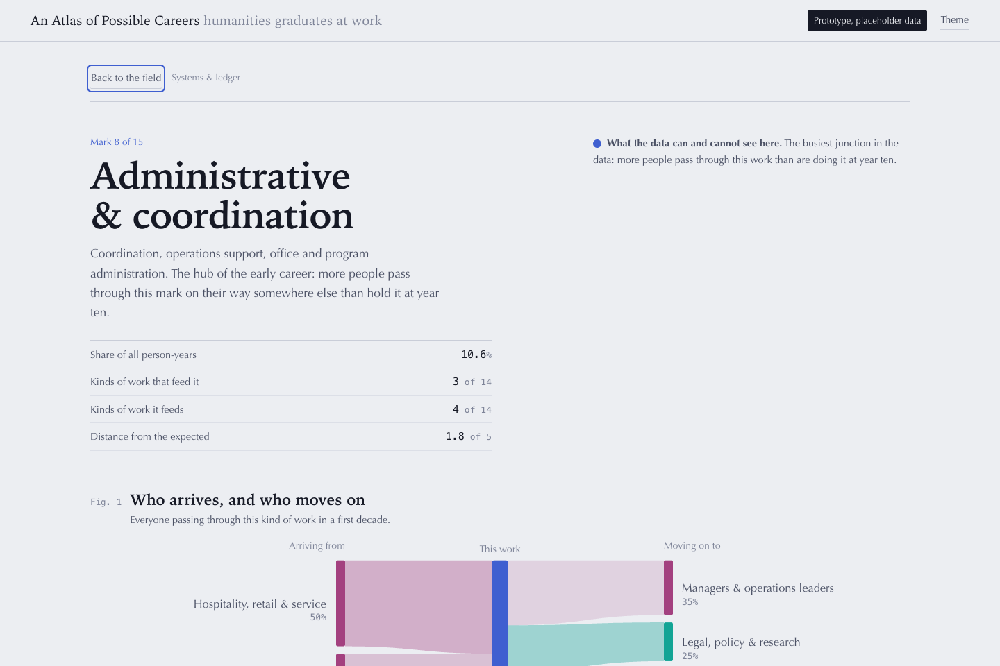 An Atlas of Possible Careers humanities graduates at work
Prototype, placeholder data
Theme
Back to the field
Systems & ledger
Mark 8 of 15
Administrative
& coordination
Coordination, operations support, office and program
administration. The hub of the early career: more people pass
through this mark on their way somewhere else than hold it at year
ten.
What the data can and cannot see here. The busiest junction in the
data: more people pass through this work than are doing it at year ten.
Share of all person-years 10.6%
Kinds of work that feed it 3 of 14
Kinds of work it feeds 4 of 14
Distance from the expected 1.8 of 5
Fig. 1 Who arrives, and who moves on
Everyone passing through this kind of work in a first decade.
Arriving from
This work
Moving on to
Hospitality, retail & service
50%
Managers & operations leaders
35%
Legal, policy & research
25%